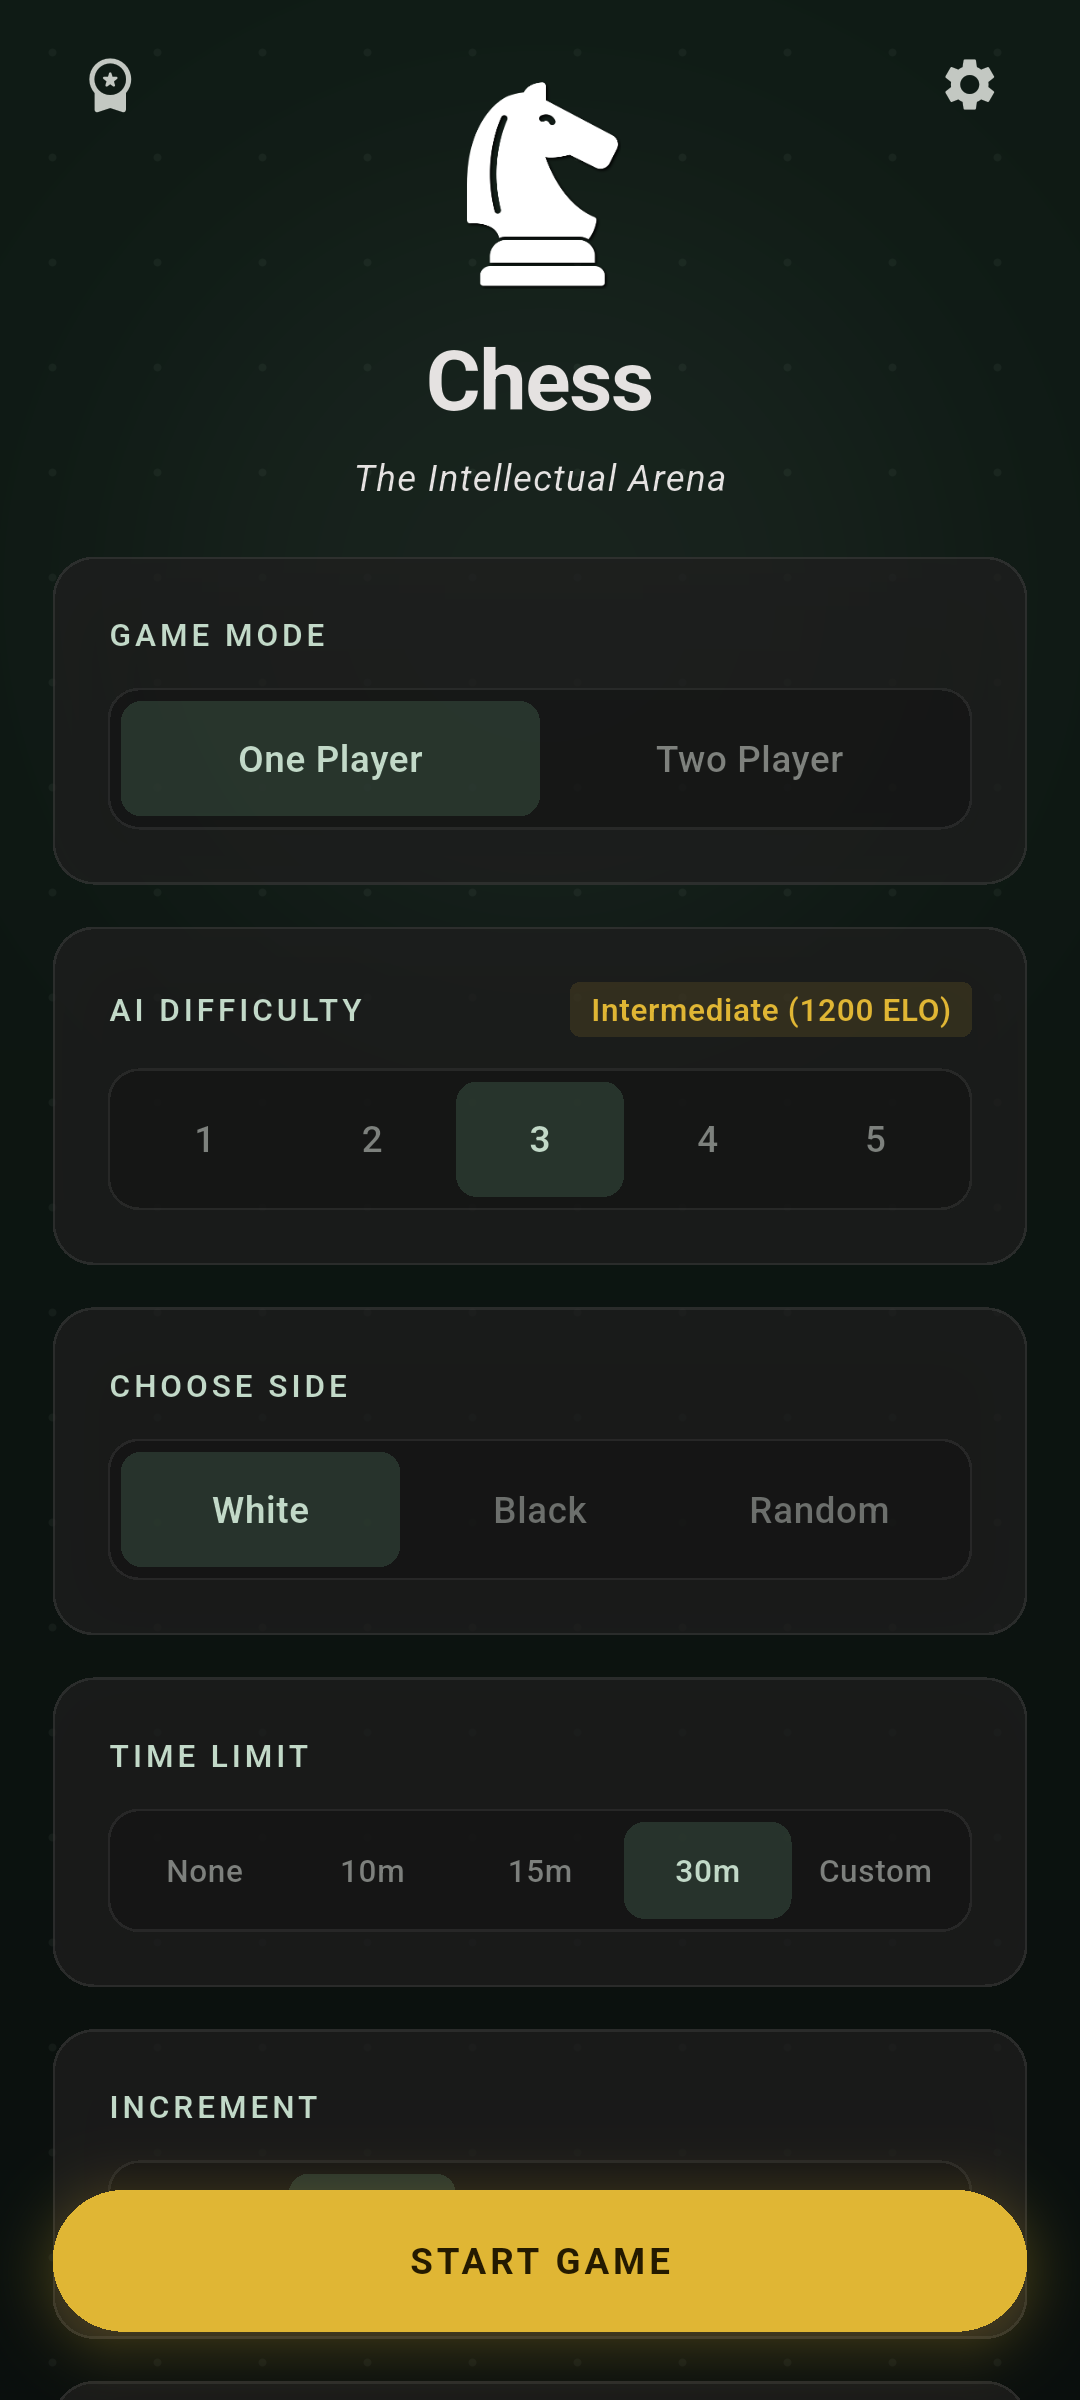 Chess
The Intellectual Arena
GAME MODE
One Player Two Player
AI DIFFICULTY Intermediate (1200 ELO)
1 2 3 4 5
CHOOSE SIDE
White Black Random
TIME LIMIT
None 10m 15m 30m Custom
INCREMENT
START GAME